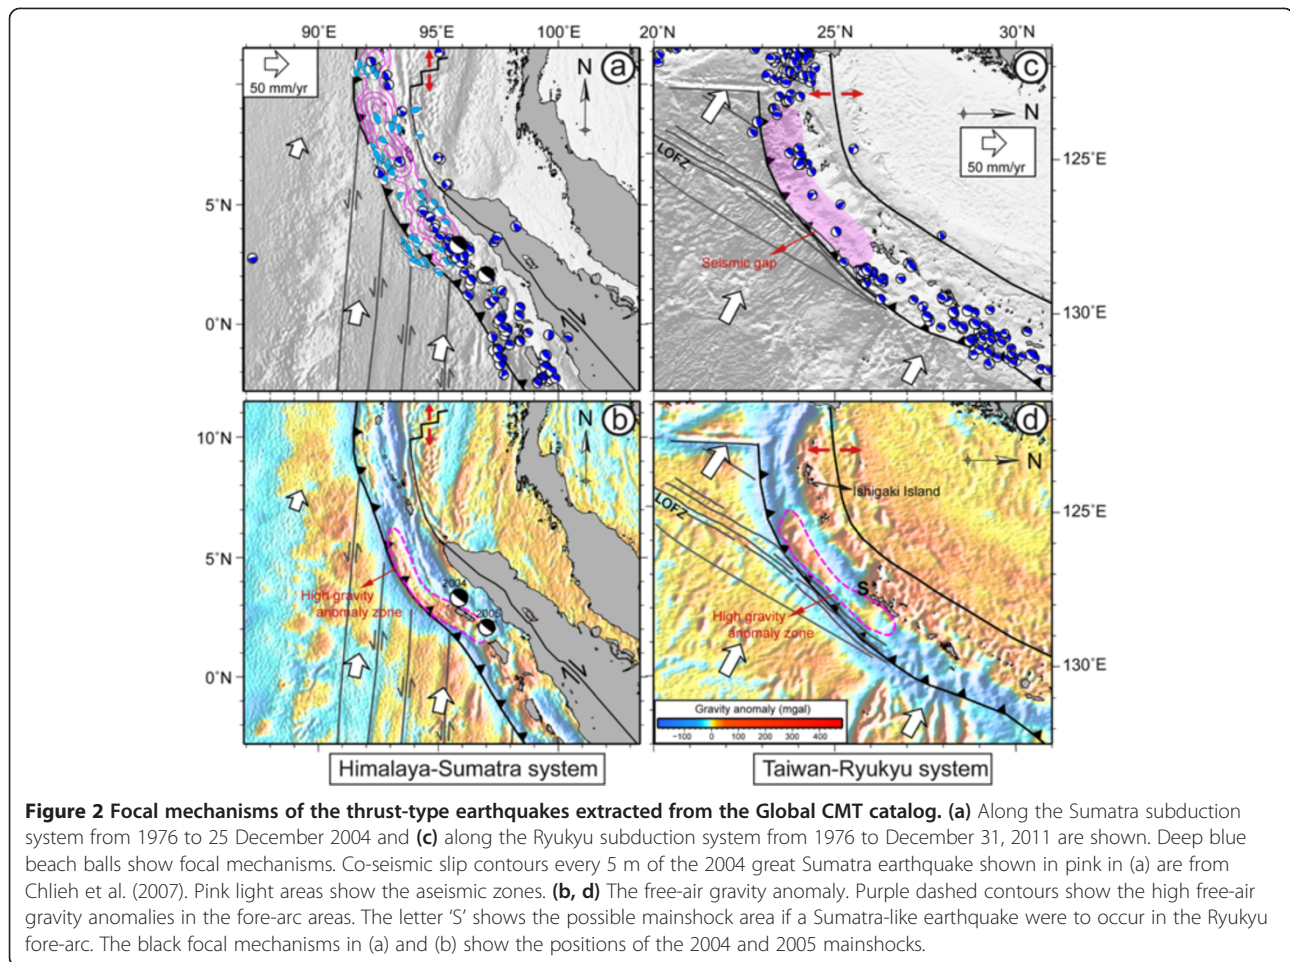 90°E 95°E 100°E 20°N 25°N 30°N
50 mm/yr
N
a
5°N
0°N
LOFZ
Seismic gap
c
N
50 mm/yr
125°E
130°E
10°N
5°N
0°N
b
N
2004
2005
High gravity
anomaly zone
d
N
Ishigaki Island
LOFZ
S
High gravity
anomaly zone
125°E
130°E
Gravity anomaly (mgal)
−100 0 200 400
Himalaya-Sumatra system
Taiwan-Ryukyu system
Figure 2 Focal mechanisms of the thrust-type earthquakes extracted from the Global CMT catalog. (a) Along the Sumatra subduction
system from 1976 to 25 December 2004 and (c) along the Ryukyu subduction system from 1976 to December 31, 2011 are shown. Deep blue
beach balls show focal mechanisms. Co-seismic slip contours every 5 m of the 2004 great Sumatra earthquake shown in pink in (a) are from
Chlieh et al. (2007). Pink light areas show the aseismic zones. (b, d) The free-air gravity anomaly. Purple dashed contours show the high free-air
gravity anomalies in the fore-arc areas. The letter ‘S’ shows the possible mainshock area if a Sumatra-like earthquake were to occur in the Ryukyu
fore-arc. The black focal mechanisms in (a) and (b) show the positions of the 2004 and 2005 mainshocks.